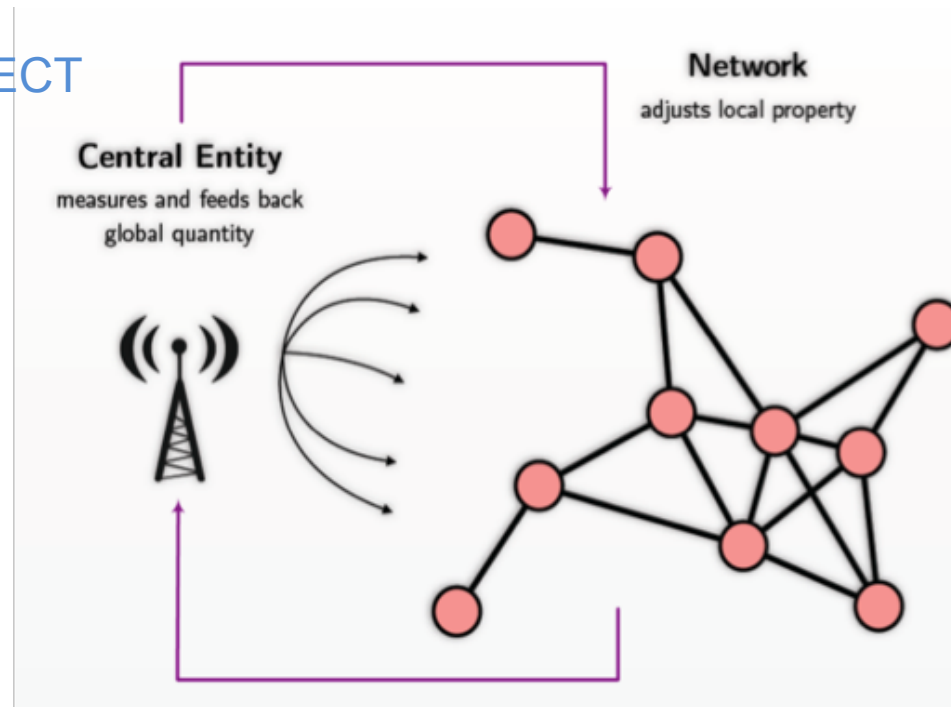 ECT
Network
adjusts local property
Central Entity
measures and feeds back
global quantity